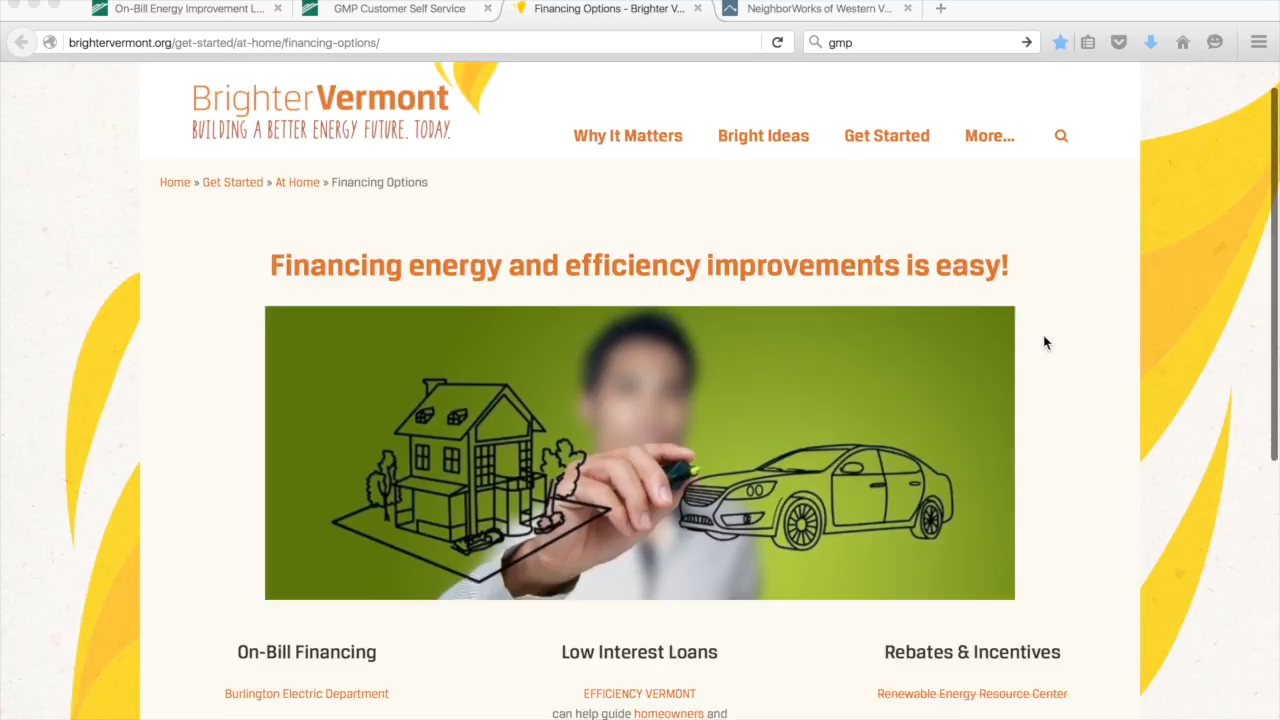 On-Bill Energy Improvement L...
GMP Customer Self Service
Financing Options - Brighter V...
NeighborWorks of Western V...
brightervermont.org/get-started/at-home/financing-options/
gmp
BrighterVermont
BUILDING A BETTER ENERGY FUTURE. TODAY.
Why It Matters
Bright Ideas
Get Started
More...
Home » Get Started » At Home » Financing Options
Financing energy and efficiency improvements is easy!
On-Bill Financing
Low Interest Loans
Rebates & Incentives
Burlington Electric Department
EFFICIENCY VERMONT
Renewable Energy Resource Center
can help guide homeowners and